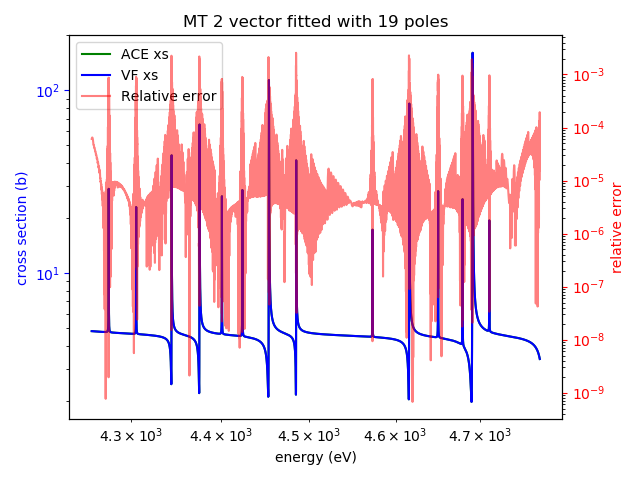 MT 2 vector fitted with 19 poles
ACE xs
VF xs
Relative error
cross section (b)
10²
10¹
relative error
10⁻³
10⁻⁴
10⁻⁵
10⁻⁶
10⁻⁷
10⁻⁸
10⁻⁹
4.3 × 10³ 4.4 × 10³ 4.5 × 10³ 4.6 × 10³ 4.7 × 10³
energy (eV)